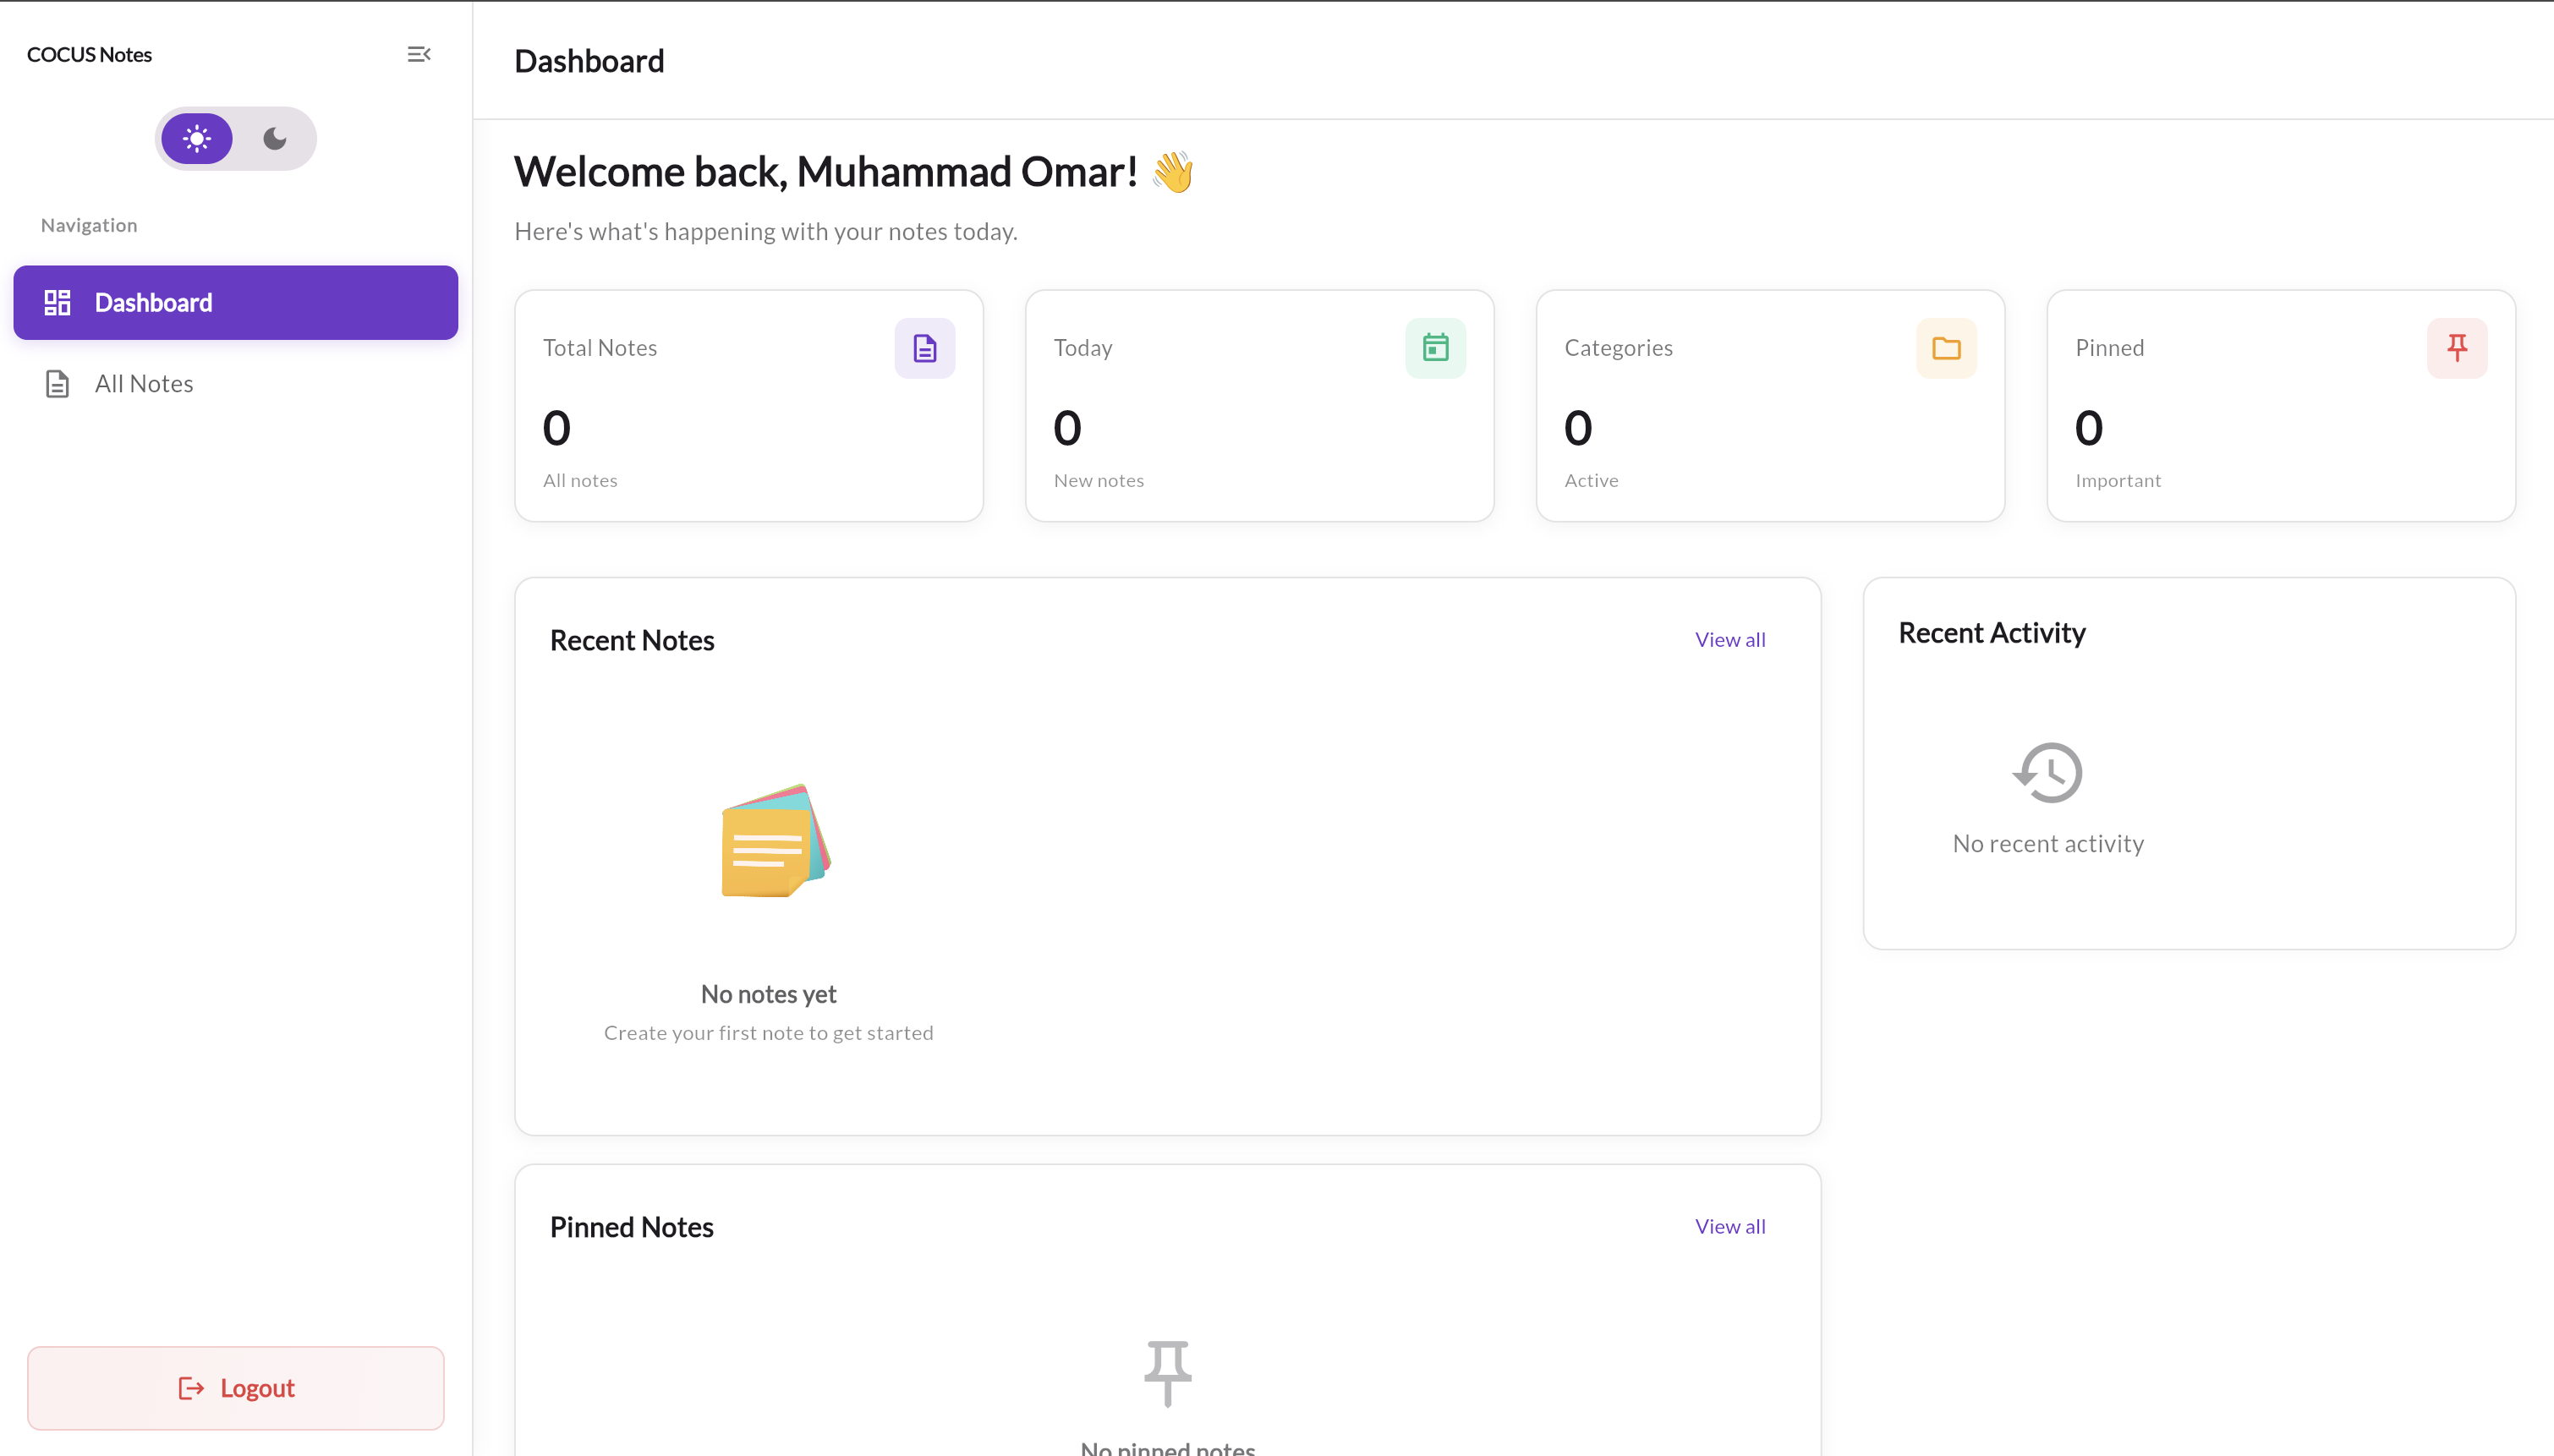 COCUS Notes
Navigation
Dashboard
All Notes
Logout
Dashboard
Welcome back, Muhammad Omar! 👋
Here's what's happening with your notes today.
Total Notes
0
All notes
Today
0
New notes
Categories
0
Active
Pinned
0
Important
Recent Notes
View all
No notes yet
Create your first note to get started
Recent Activity
No recent activity
Pinned Notes
View all
No pinned notes